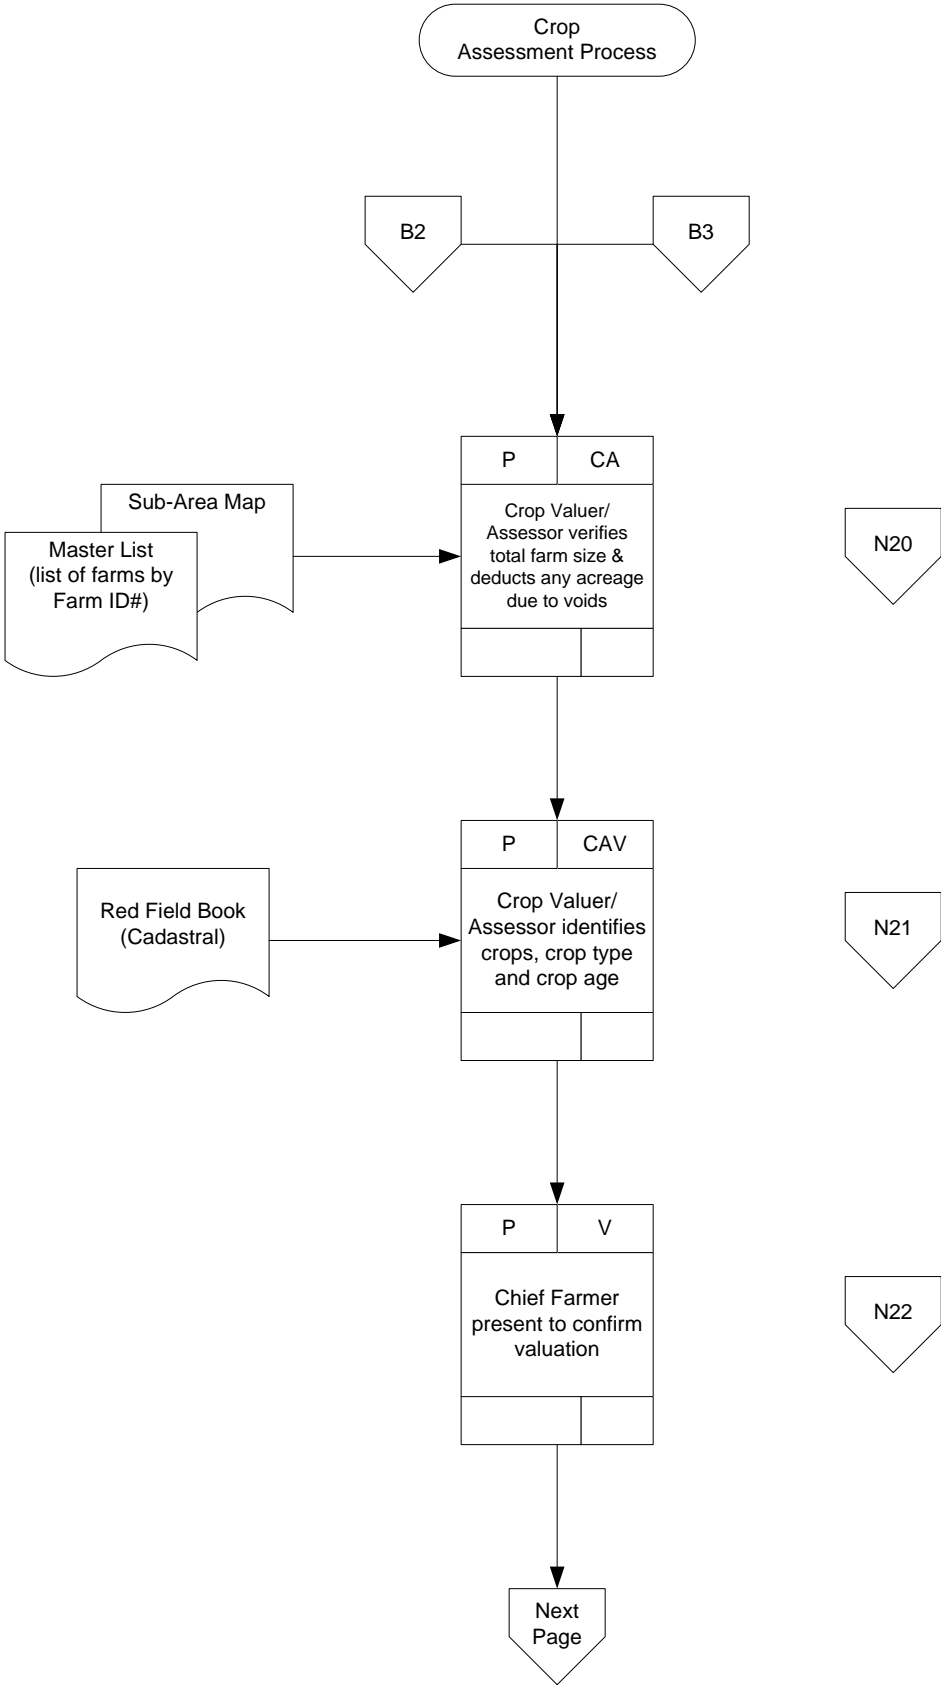 Crop
Assessment Process
B2
B3
P
CA
Sub-Area Map
Master List
(list of farms by
Farm ID#)
Crop Valuer/
Assessor verifies
total farm size &
deducts any acreage
due to voids
N20
P
CAV
Red Field Book
(Cadastral)
Crop Valuer/
Assessor identifies
crops, crop type
and crop age
N21
P
V
Chief Farmer
present to confirm
valuation
N22
Next
Page